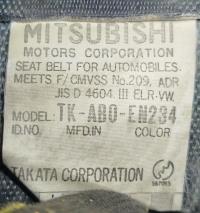 MITSUBISHI
MOTORS CORPORATION
SEAT BELT FOR AUTOMOBILES.
MEETS F/CMVSS No.209, ADR
JIS D 4604 III ELR-VW.
MODEL: TK-AB0-EN234
ID.NO. MFD.IN COLOR
TAKATA CORPORATION